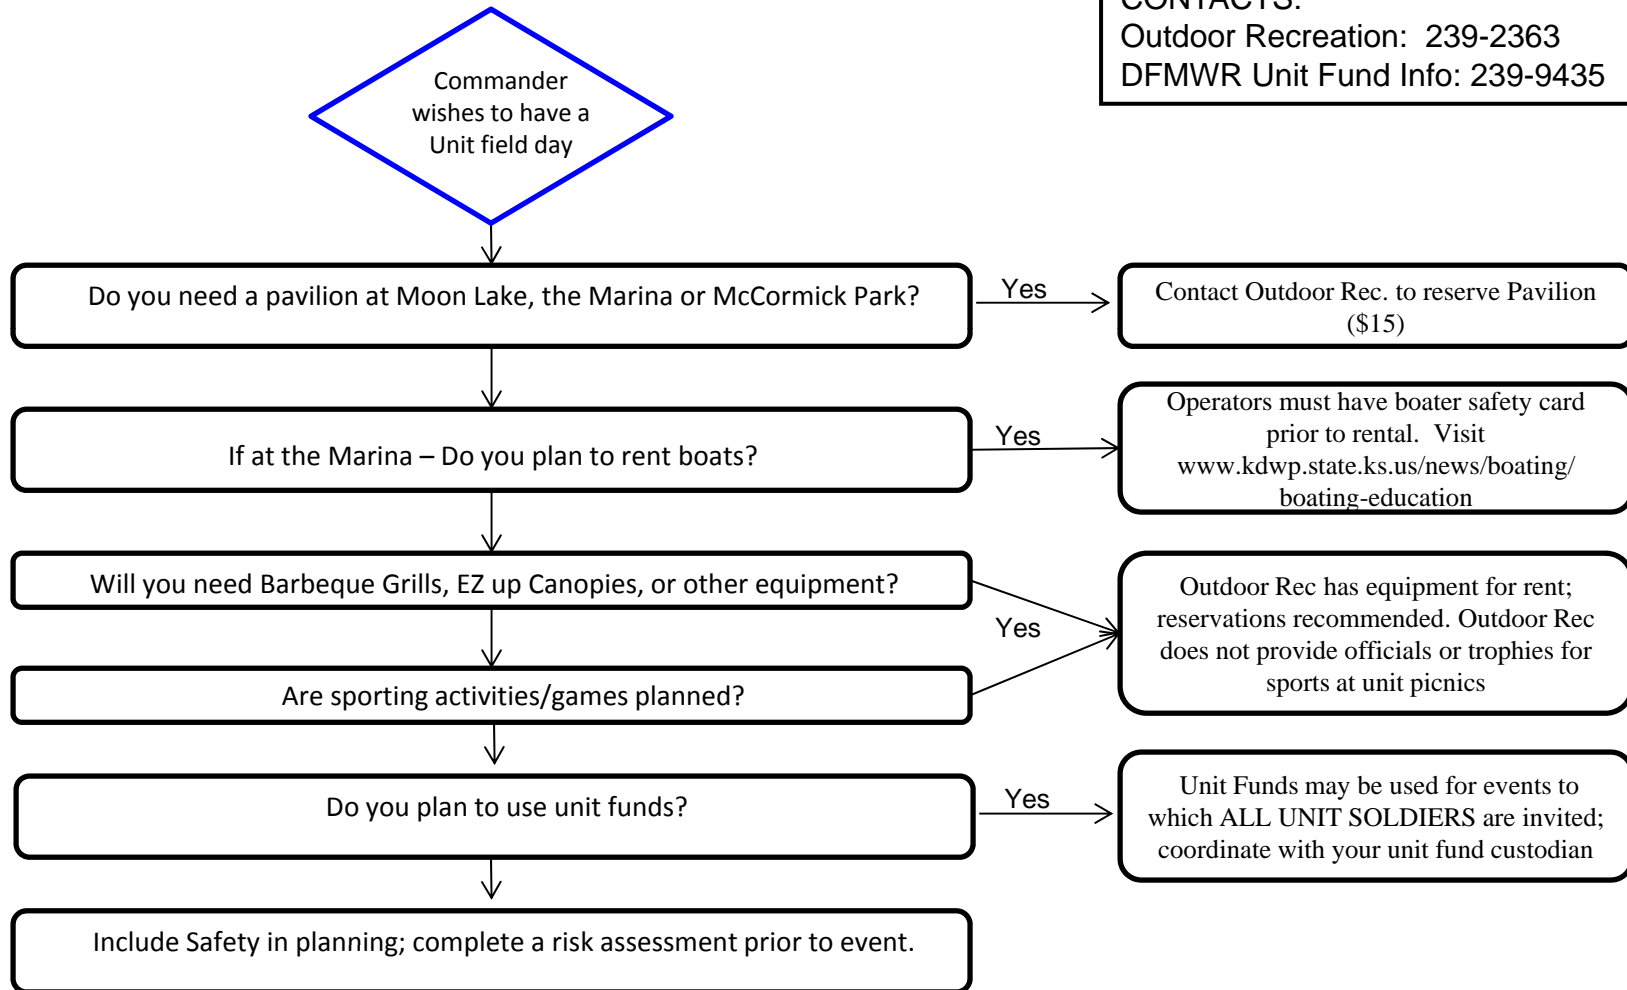 CONTACTS:
Outdoor Recreation: 239-2363
DFMWR Unit Fund Info: 239-9435
Commander
wishes to have a
Unit field day
Do you need a pavilion at Moon Lake, the Marina or McCormick Park?
Yes
Contact Outdoor Rec. to reserve Pavilion
($15)
If at the Marina – Do you plan to rent boats?
Yes
Operators must have boater safety card
prior to rental. Visit
www.kdwp.state.ks.us/news/boating/
boating-education
Will you need Barbeque Grills, EZ up Canopies, or other equipment?
Yes
Outdoor Rec has equipment for rent;
reservations recommended. Outdoor Rec
does not provide officials or trophies for
sports at unit picnics
Are sporting activities/games planned?
Do you plan to use unit funds?
Yes
Unit Funds may be used for events to
which ALL UNIT SOLDIERS are invited;
coordinate with your unit fund custodian
Include Safety in planning; complete a risk assessment prior to event.